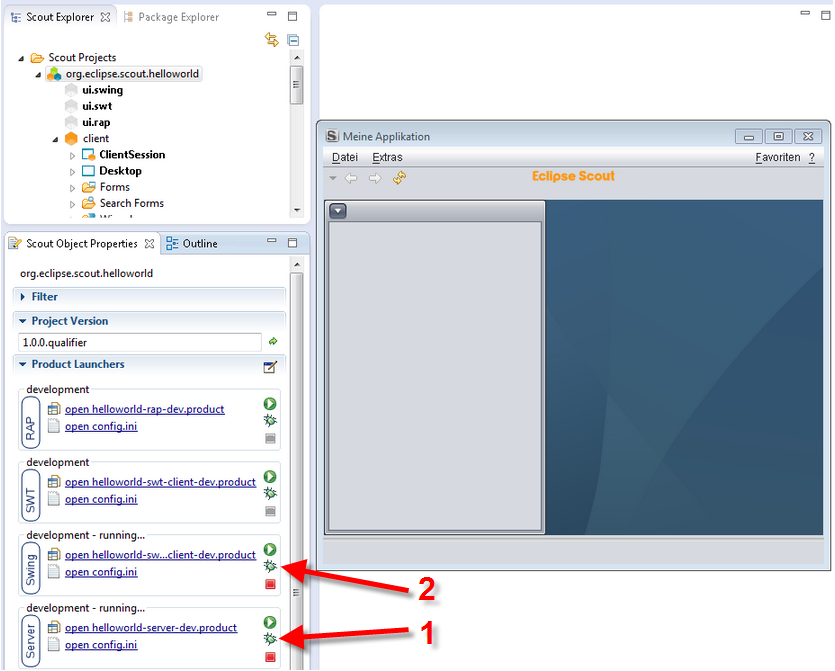 Scout Explorer
Package Explorer
Scout Projects
org.eclipse.scout.helloworld
ui.swing
ui.swt
ui.rap
client
ClientSession
Desktop
Forms
Search Forms
Scout Object Properties
Outline
org.eclipse.scout.helloworld
Filter
Project Version
1.0.0.qualifier
Product Launchers
development
RAP
open helloworld-rap-dev.product
open config.ini
development
SWT
open helloworld-swt-client-dev.product
open config.ini
development - running...
Swing
open helloworld-sw...client-dev.product
open config.ini
2
development - running...
Server
open helloworld-server-dev.product
open config.ini
1
S Meine Applikation
Datei Extras Favoriten ?
Eclipse Scout